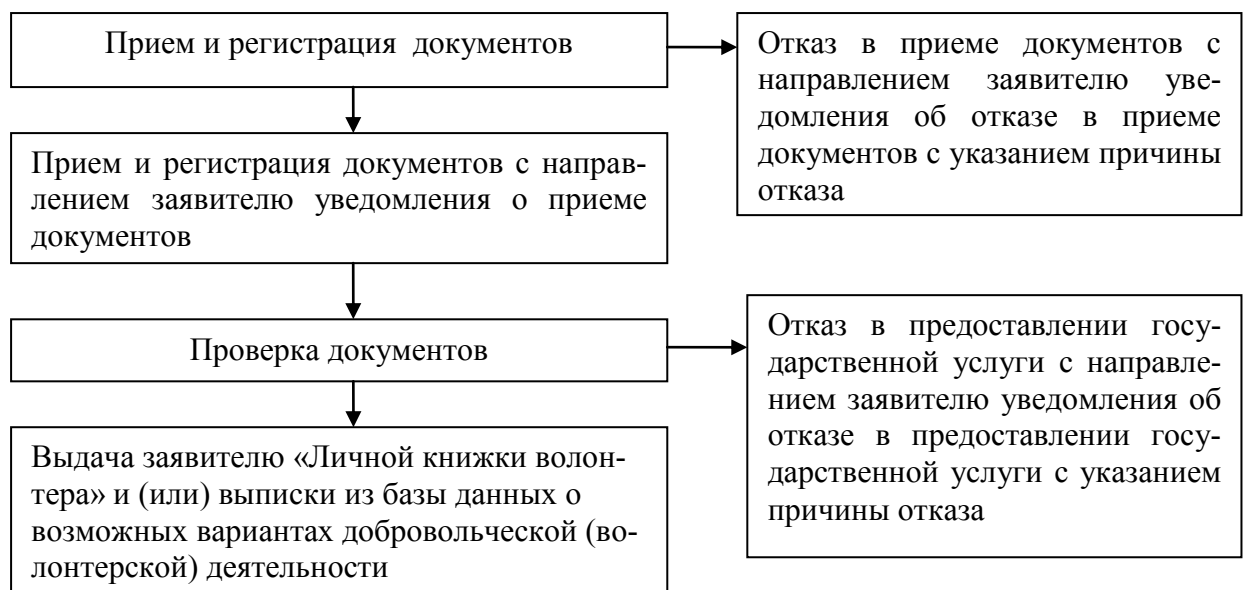 Прием и регистрация документов
Отказ в приеме документов с
направлением заявителю уве-
домления об отказе в приеме
документов с указанием причины
отказа
Прием и регистрация документов с направ-
лением заявителю уведомления о приеме
документов
Проверка документов
Отказ в предоставлении госу-
дарственной услуги с направле-
нием заявителю уведомления об
отказе в предоставлении госу-
дарственной услуги с указанием
причины отказа
Выдача заявителю «Личной книжки волон-
тера» и (или) выписки из базы данных о
возможных вариантах добровольческой (во-
лонтерской) деятельности